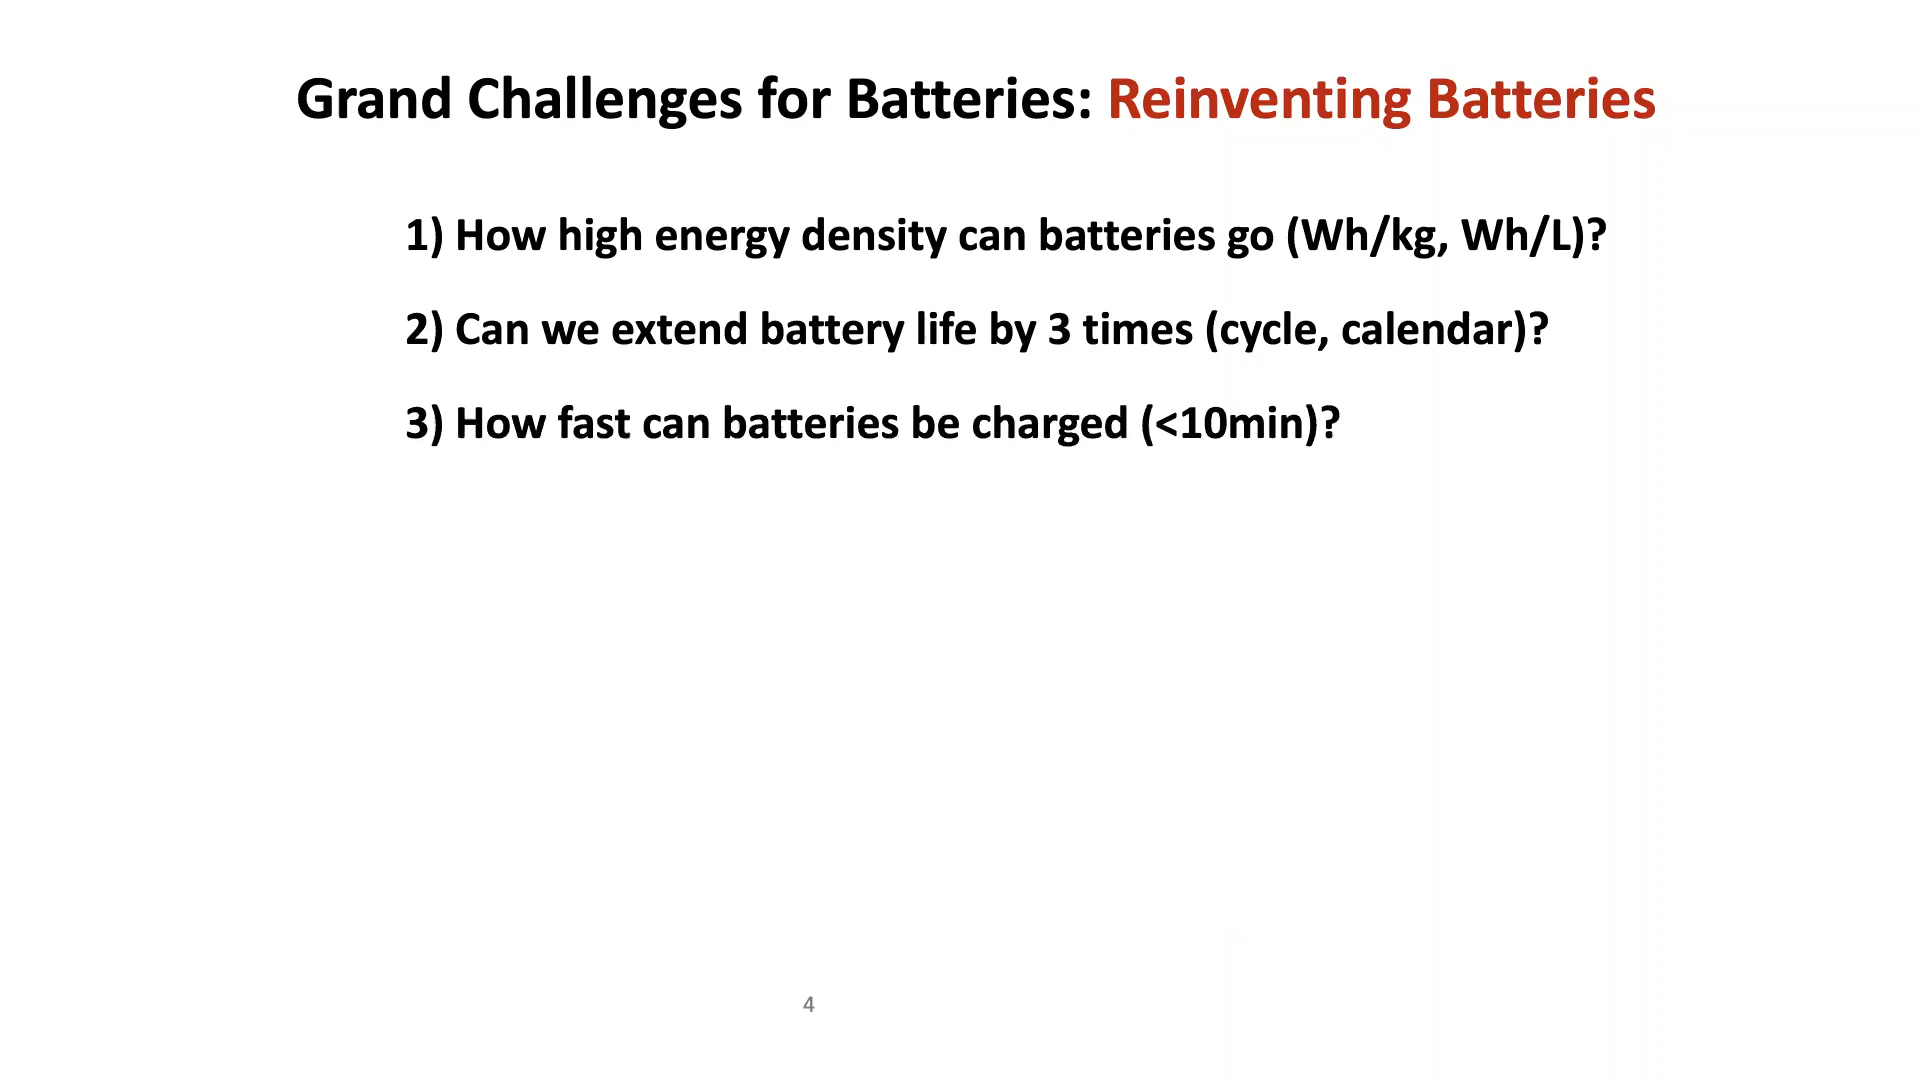 Grand Challenges for Batteries: Reinventing Batteries
1) How high energy density can batteries go (Wh/kg, Wh/L)?
2) Can we extend battery life by 3 times (cycle, calendar)?
3) How fast can batteries be charged (<10min)?
4